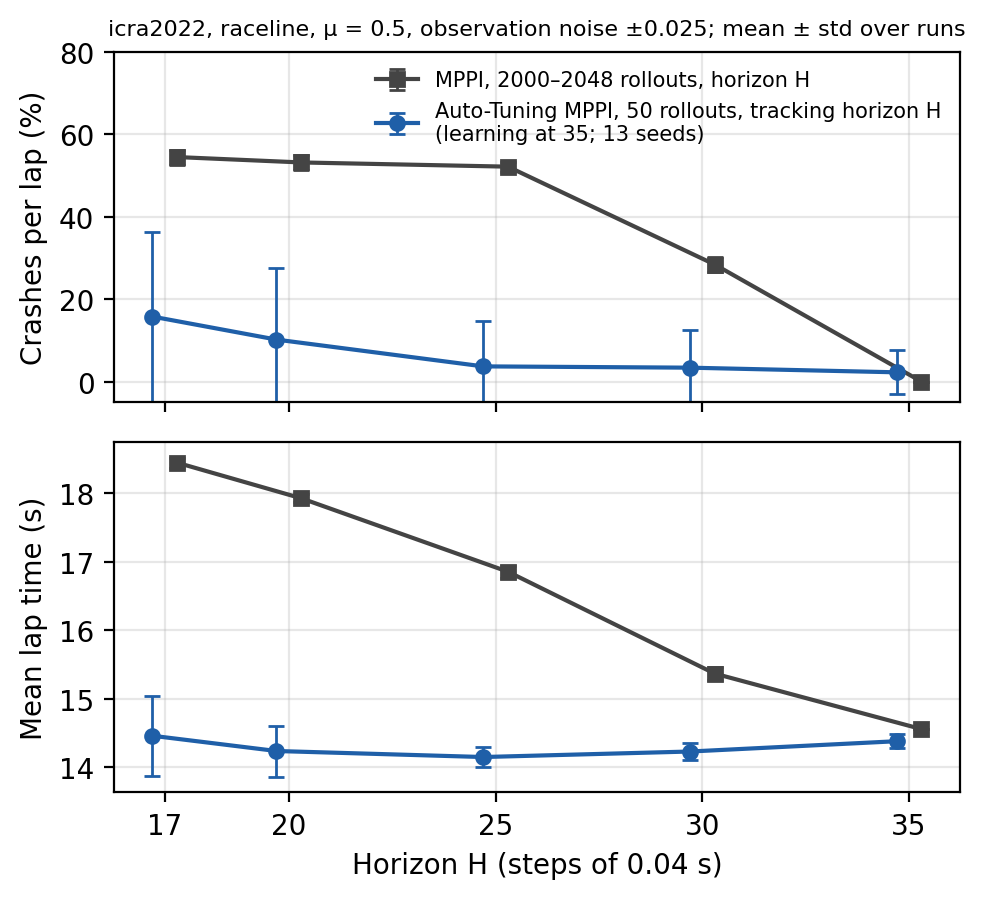 icra2022, raceline, μ = 0.5, observation noise ±0.025; mean ± std over runs
80
60
40
20
0
Crashes per lap (%)
MPPI, 2000–2048 rollouts, horizon H
Auto-Tuning MPPI, 50 rollouts, tracking horizon H
(learning at 35; 13 seeds)
18
17
16
15
14
Mean lap time (s)
17 20 25 30 35
Horizon H (steps of 0.04 s)